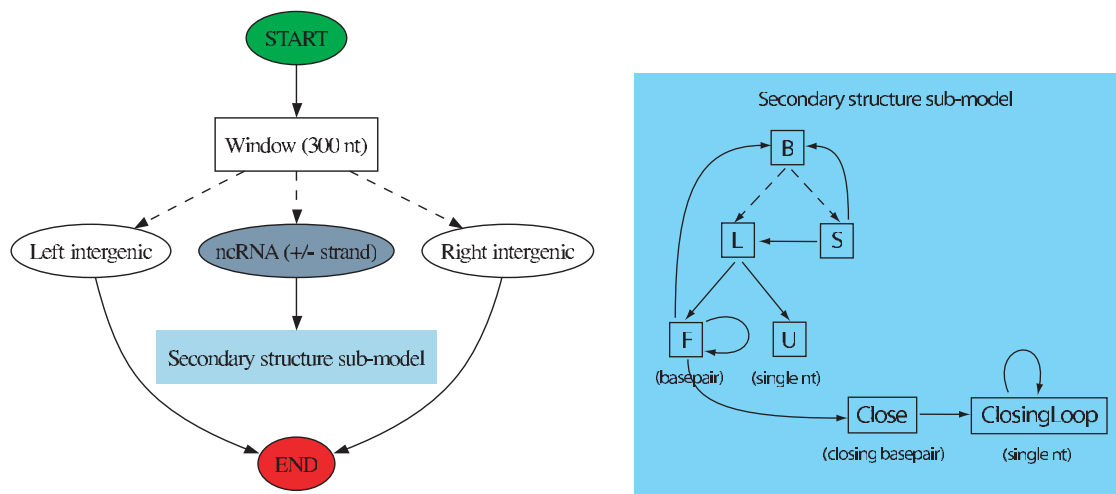 START
Window (300 nt)
Left intergenic
ncRNA (+/- strand)
Right intergenic
Secondary structure sub-model
END
Secondary structure sub-model
B
L
S
F
U
(basepair)
(single nt)
Close
ClosingLoop
(closing basepair)
(single nt)